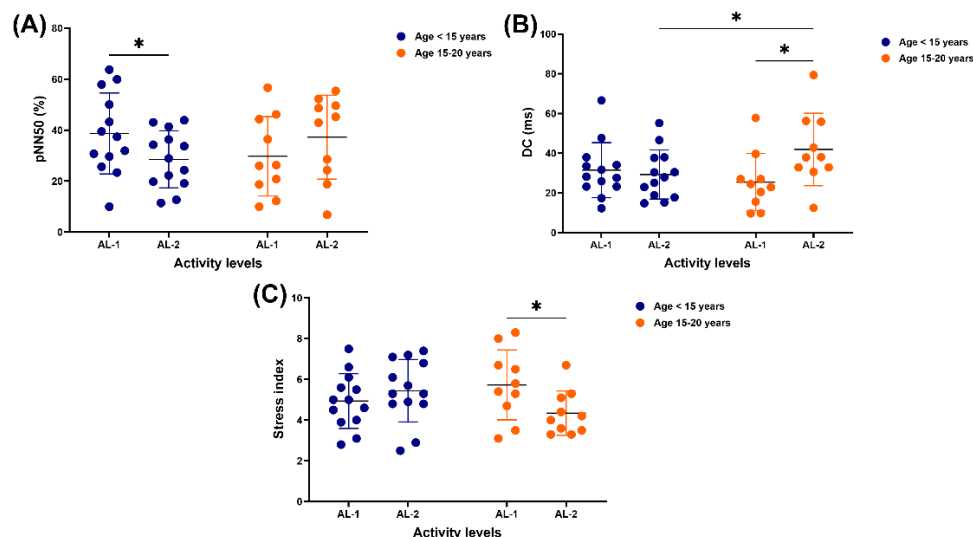 (A)
Age < 15 years
Age 15-20 years
*
pNN50 (%)
80
60
40
20
0
AL-1 AL-2 AL-1 AL-2
Activity levels
(B)
Age < 15 years
Age 15-20 years
*
*
DC (ms)
100
80
60
40
20
0
AL-1 AL-2 AL-1 AL-2
Activity levels
(C)
Age < 15 years
Age 15-20 years
*
Stress index
10
8
6
4
2
0
AL-1 AL-2 AL-1 AL-2
Activity levels